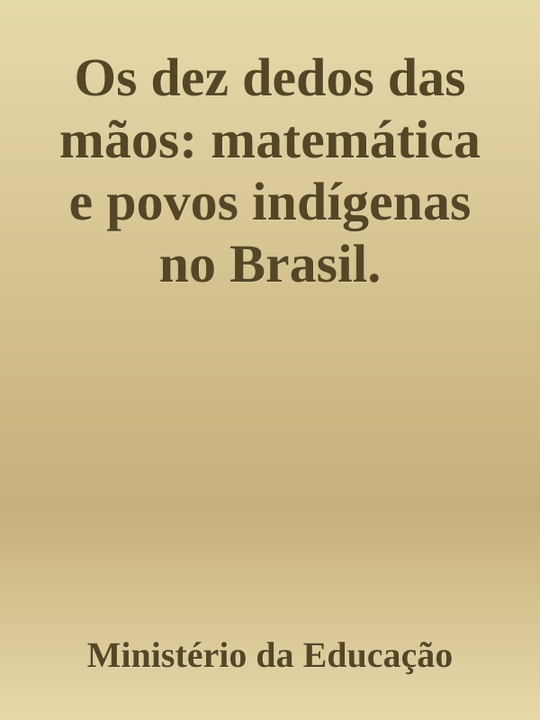 Os dez dedos das
mãos: matemática
e povos indígenas
no Brasil.
Ministério da Educação